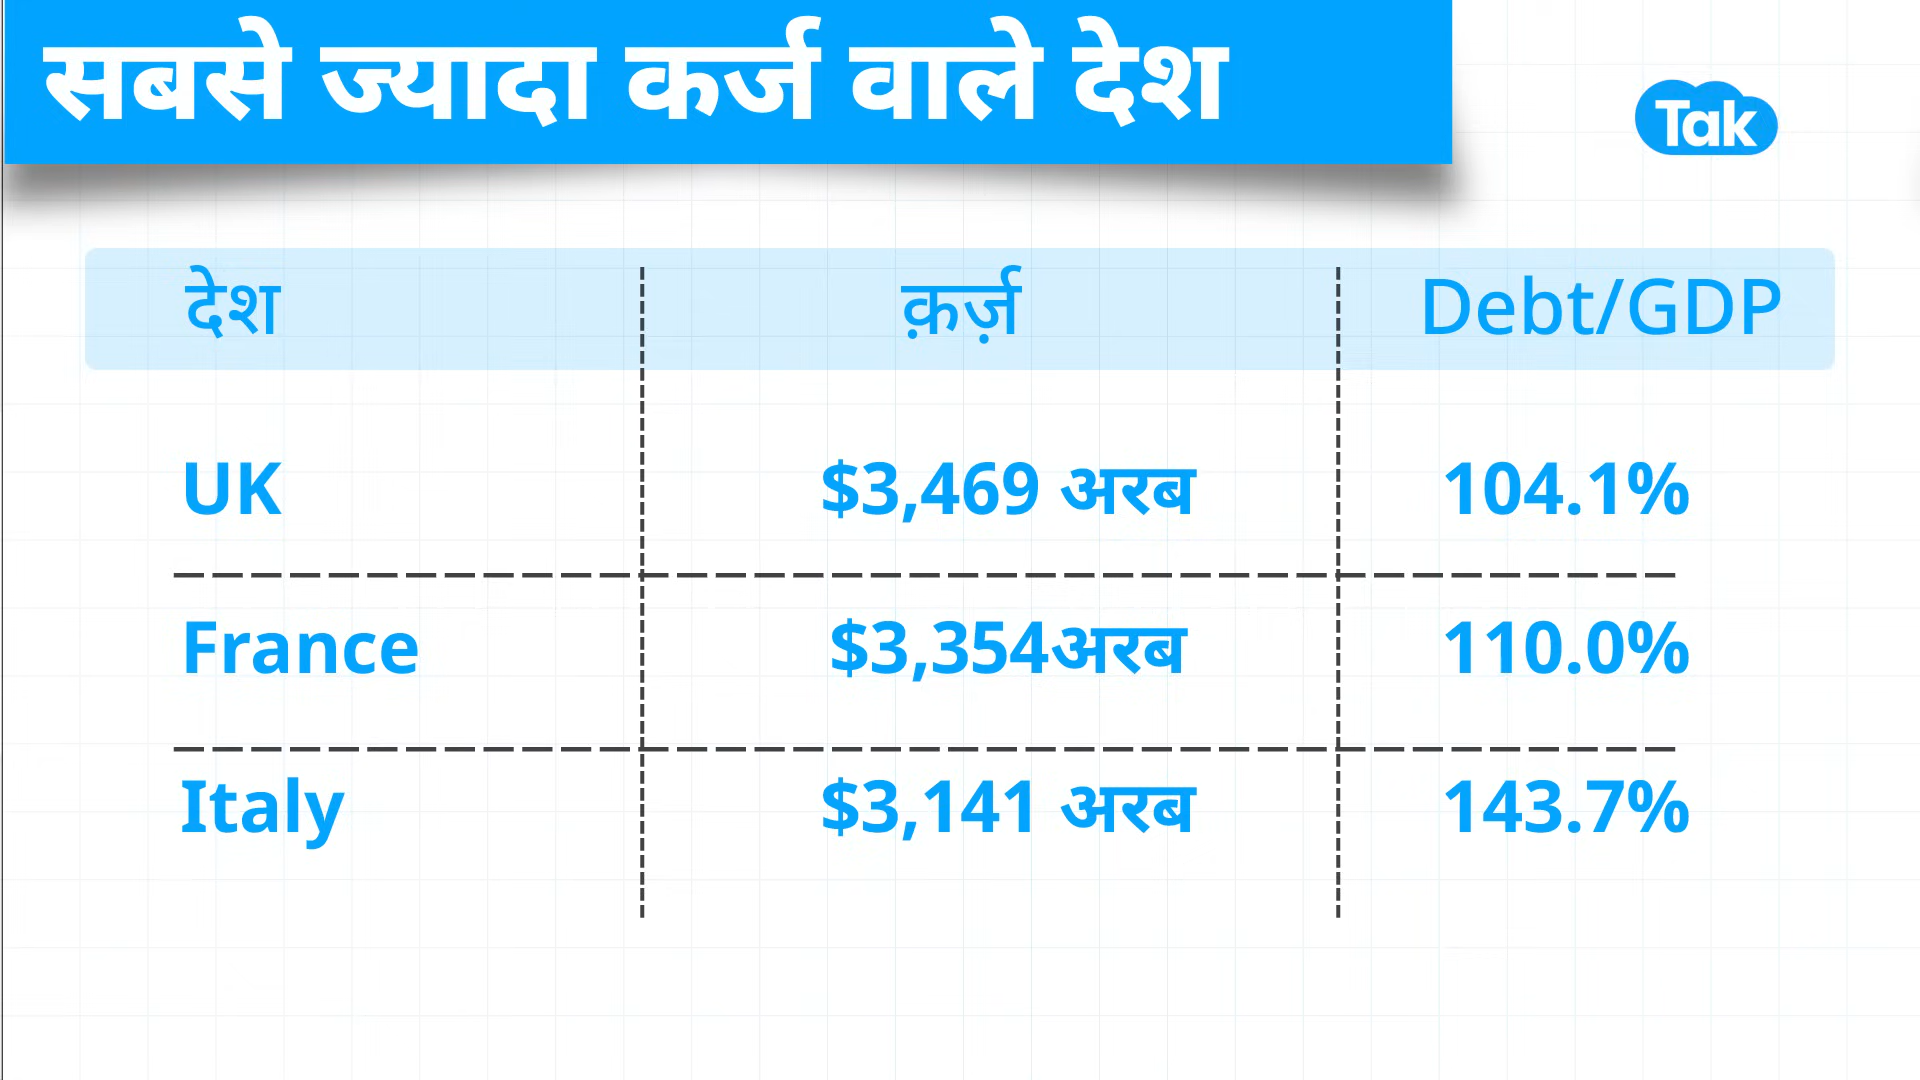 सबसे ज्यादा कर्ज वाले देश
Tak
देश क़र्ज़ Debt/GDP
UK $3,469 अरब 104.1%
France $3,354अरब 110.0%
Italy $3,141 अरब 143.7%